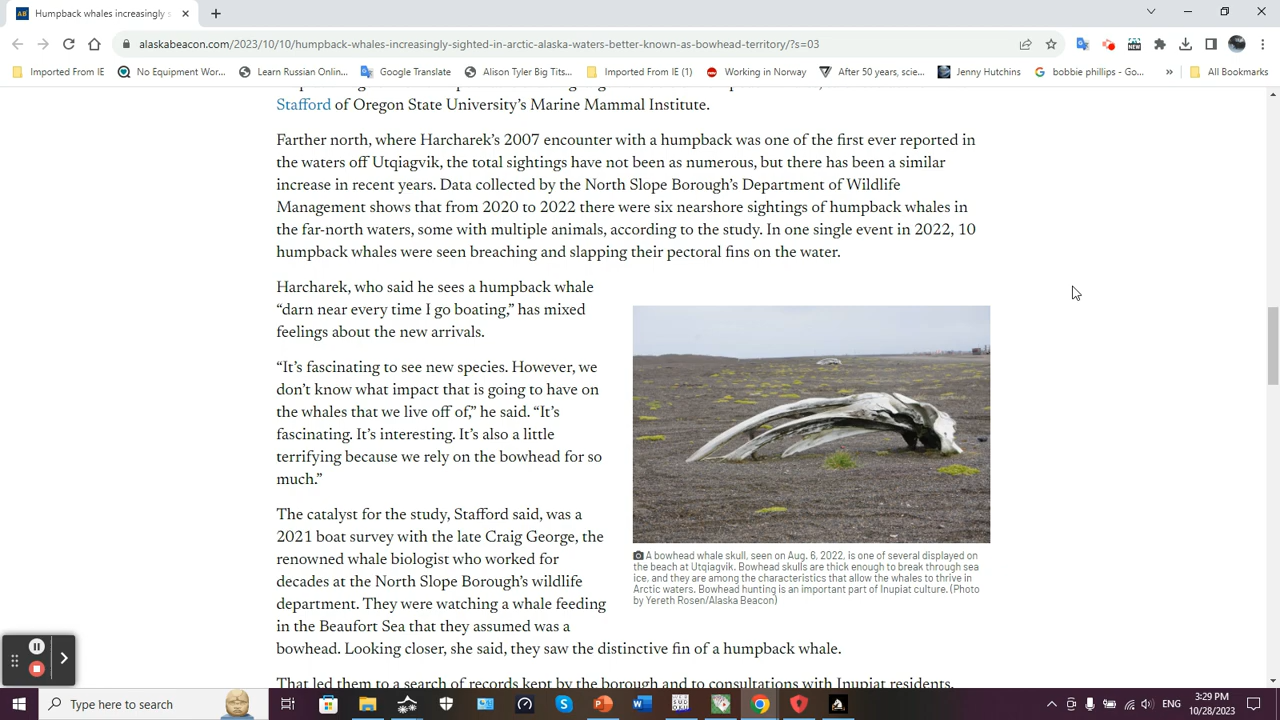 Humpback whales increasingly s
alaskabeacon.com/2023/10/10/humpback-whales-increasingly-sighted-in-arctic-alaska-waters-better-known-as-bowhead-territory/?s=03
Imported From IE
No Equipment Wor...
Learn Russian Online...
Google Translate
Alison Tyler Big Tits...
Imported From IE (1)
Working in Norway
After 50 years, scie...
Jenny Hutchins
bobbie phillips - Go...
»
All Bookmarks
Stafford of Oregon State University’s Marine Mammal Institute.
Farther north, where Harcharek’s 2007 encounter with a humpback was one of the first ever reported in
the waters off Utqiagvik, the total sightings have not been as numerous, but there has been a similar
increase in recent years. Data collected by the North Slope Borough’s Department of Wildlife
Management shows that from 2020 to 2022 there were six nearshore sightings of humpback whales in
the far-north waters, some with multiple animals, according to the study. In one single event in 2022, 10
humpback whales were seen breaching and slapping their pectoral fins on the water.
Harcharek, who said he sees a humpback whale
“darn near every time I go boating,” has mixed
feelings about the new arrivals.
“It’s fascinating to see new species. However, we
don’t know what impact that is going to have on
the whales that we live off of,” he said. “It’s
fascinating. It’s interesting. It’s also a little
terrifying because we rely on the bowhead for so
much.”
The catalyst for the study, Stafford said, was a
2021 boat survey with the late Craig George, the
renowned whale biologist who worked for
decades at the North Slope Borough’s wildlife
department. They were watching a whale feeding
in the Beaufort Sea that they assumed was a
bowhead. Looking closer, she said, they saw the distinctive fin of a humpback whale.
That led them to a search of records kept by the borough and to consultations with Inupiat residents,
A bowhead whale skull, seen on Aug. 6, 2022, is one of several displayed on
the beach at Utqiagvik. Bowhead skulls are thick enough to break through sea
ice, and they are among the characteristics that allow the whales to thrive in
Arctic waters. Bowhead hunting is an important part of Inupiat culture. (Photo
by Yereth Rosen/Alaska Beacon)
Type here to search
ENG
3:29 PM
10/28/2023